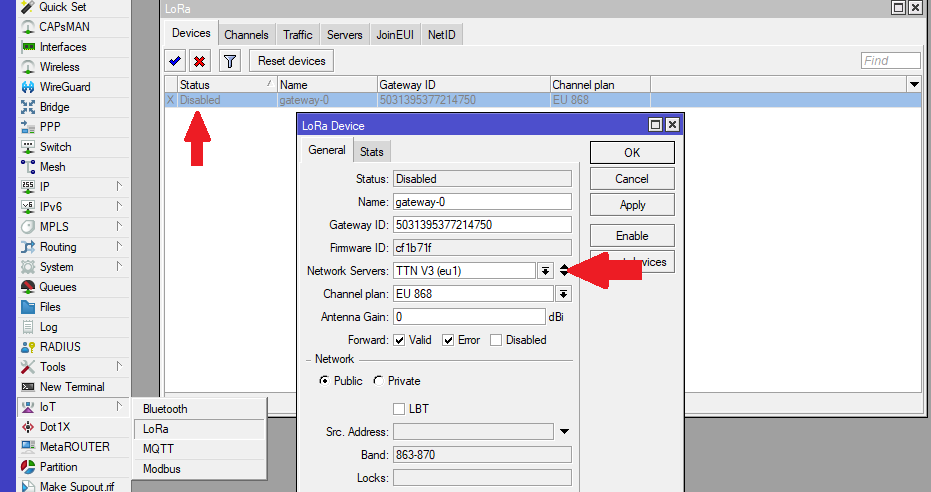 Quick Set
CAPsMAN
Interfaces
Wireless
WireGuard
Bridge
PPP
Switch
Mesh
IP
IPv6
MPLS
Routing
System
Queues
Files
Log
RADIUS
Tools
New Terminal
IoT
Dot1X
MetaROUTER
Partition
Make Supout.rif
Bluetooth
LoRa
MQTT
Modbus
LoRa
Devices Channels Traffic Servers JoinEUI NetID
Reset devices Find
Status Name Gateway ID Channel plan
X Disabled gateway-0 5031395377214750 EU 868
LoRa Device
General Stats
Status: Disabled
Name: gateway-0
Gateway ID: 5031395377214750
Firmware ID: cf1b71f
Network Servers: TTN V3 (eu1)
Channel plan: EU 868
Antenna Gain: 0 dBi
Forward: Valid Error Disabled
Network
Public Private
LBT
Src. Address:
Band: 863-870
Locks:
OK
Cancel
Apply
Enable